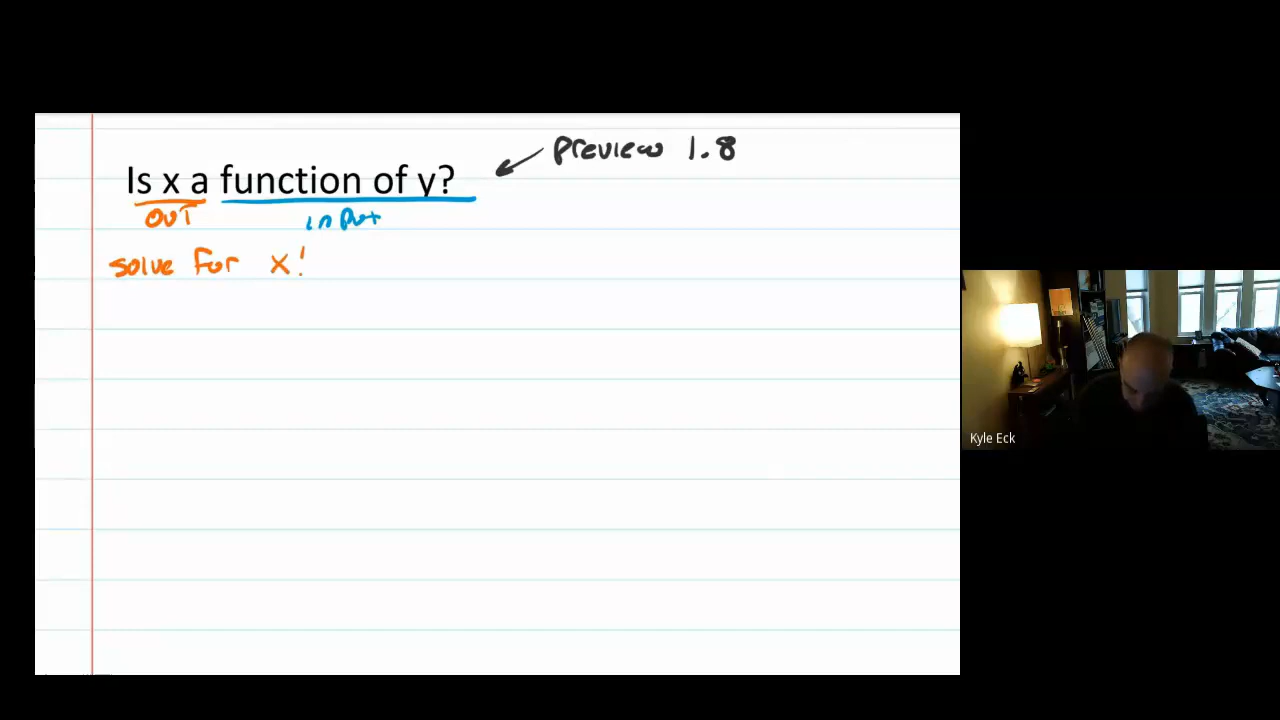 preview 1.8
Is x a function of y?
OUT input
solve for x!
Kyle Eck